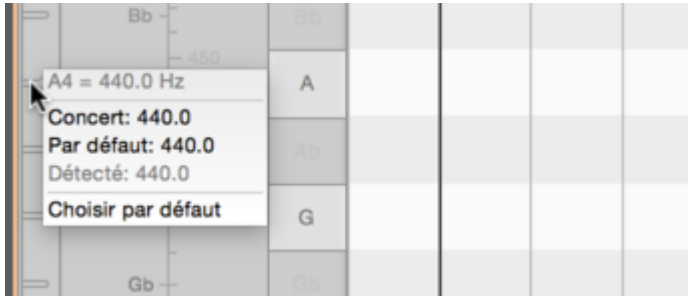 Bb
Bb
450
A4 = 440.0 Hz
A
Concert: 440.0
Par défaut: 440.0
Ab
Détecté: 440.0
Choisir par défaut
G
Gb
Gb